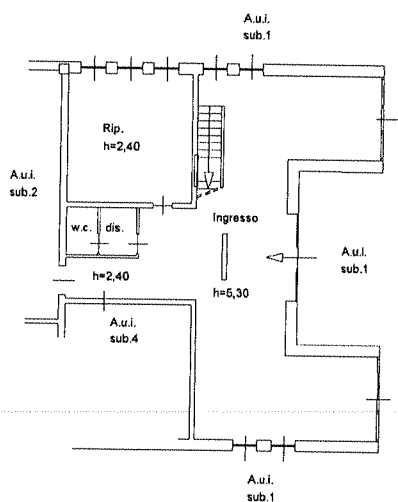 A.u.i.
sub.1
Rip.
h=2,40
A.u.i.
sub.2
w.c.
dis.
Ingresso
A.u.i.
sub.1
h=2,40
h=5,30
A.u.i.
sub.4
A.u.i.
sub.1